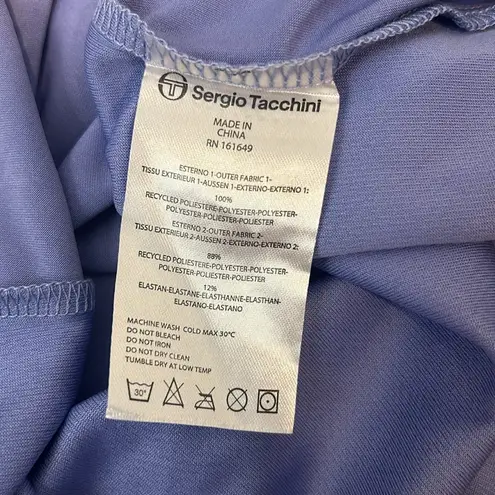 Sergio Tacchini
MADE IN
CHINA
RN 161649
ESTERNO 1-OUTER FABRIC 1-
TISSU EXTERIEUR 1-AUSSEN 1-EXTERNO-EXTERNO 1:
100%
RECYCLED POLIESTERE-POLYESTER-POLYESTER-
POLYESTER-POLIESTER-POLIESTER
ESTERNO 2-OUTER FABRIC 2-
TISSU EXTERIEUR 2-AUSSEN 2-EXTERNO-EXTERNO 2:
88%
RECYCLED POLIESTERE-POLYESTER-POLYESTER-
POLYESTER-POLIESTER-POLIESTER
12%
ELASTAN-ELASTANE-ELASTHANNE-ELASTHAN-
ELASTANO-ELASTANO
MACHINE WASH COLD MAX 30°C
DO NOT BLEACH
DO NOT IRON
DO NOT DRY CLEAN
TUMBLE DRY AT LOW TEMP
30°